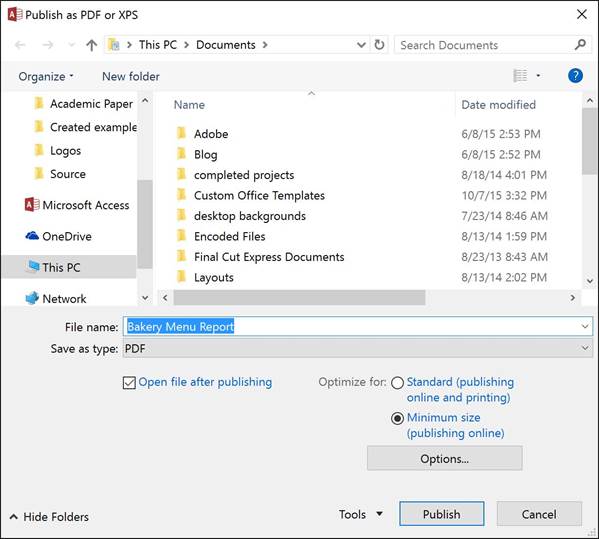 Publish as PDF or XPS
This PC Documents
Search Documents
Organize New folder
Name Date modified
Academic Paper
Created example
Logos
Source
Microsoft Access
OneDrive
This PC
Network
Adobe 6/8/15 2:53 PM
Blog 6/8/15 2:52 PM
completed projects 8/18/14 4:01 PM
Custom Office Templates 10/7/15 3:32 PM
desktop backgrounds 7/23/14 8:46 AM
Encoded Files 8/13/14 1:59 PM
Final Cut Express Documents 8/23/13 8:43 AM
Layouts 8/13/14 2:02 PM
File name: Bakery Menu Report
Save as type: PDF
Open file after publishing
Optimize for: Standard (publishing
online and printing)
Minimum size
(publishing online)
Options...
Hide Folders
Tools Publish Cancel